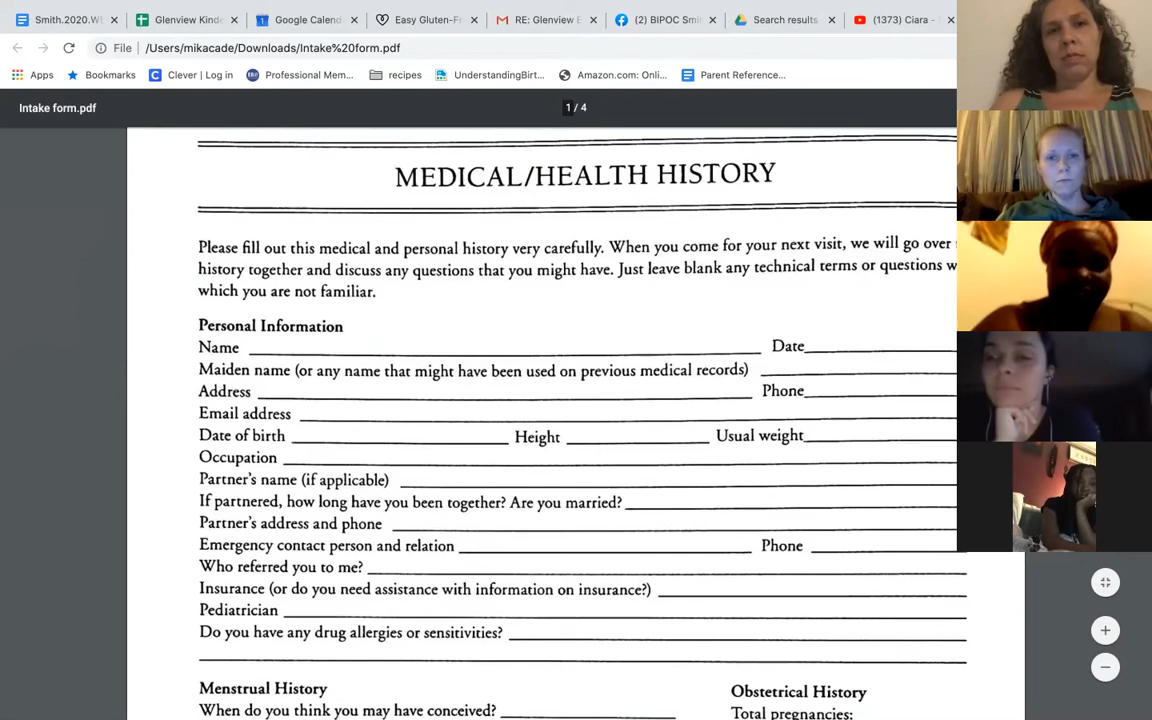 Smith.2020.Wi
Glenview Kind
Google Calend
Easy Gluten-Fr
RE: Glenview E
(2) BIPOC Smi
Search results
(1373) Ciara -
File /Users/mikacade/Downloads/Intake%20form.pdf
Apps Bookmarks Clever | Log in Professional Mem... recipes UnderstandingBirt... Amazon.com: Onli... Parent Reference...
Intake form.pdf 1 / 4
MEDICAL/HEALTH HISTORY
Please fill out this medical and personal history very carefully. When you come for your next visit, we will go over
history together and discuss any questions that you might have. Just leave blank any technical terms or questions w
which you are not familiar.
Personal Information
Name Date
Maiden name (or any name that might have been used on previous medical records)
Address Phone
Email address
Date of birth Height Usual weight
Occupation
Partner's name (if applicable)
If partnered, how long have you been together? Are you married?
Partner's address and phone
Emergency contact person and relation Phone
Who referred you to me?
Insurance (or do you need assistance with information on insurance?)
Pediatrician
Do you have any drug allergies or sensitivities?
Menstrual History Obstetrical History
When do you think you may have conceived? Total pregnancies: